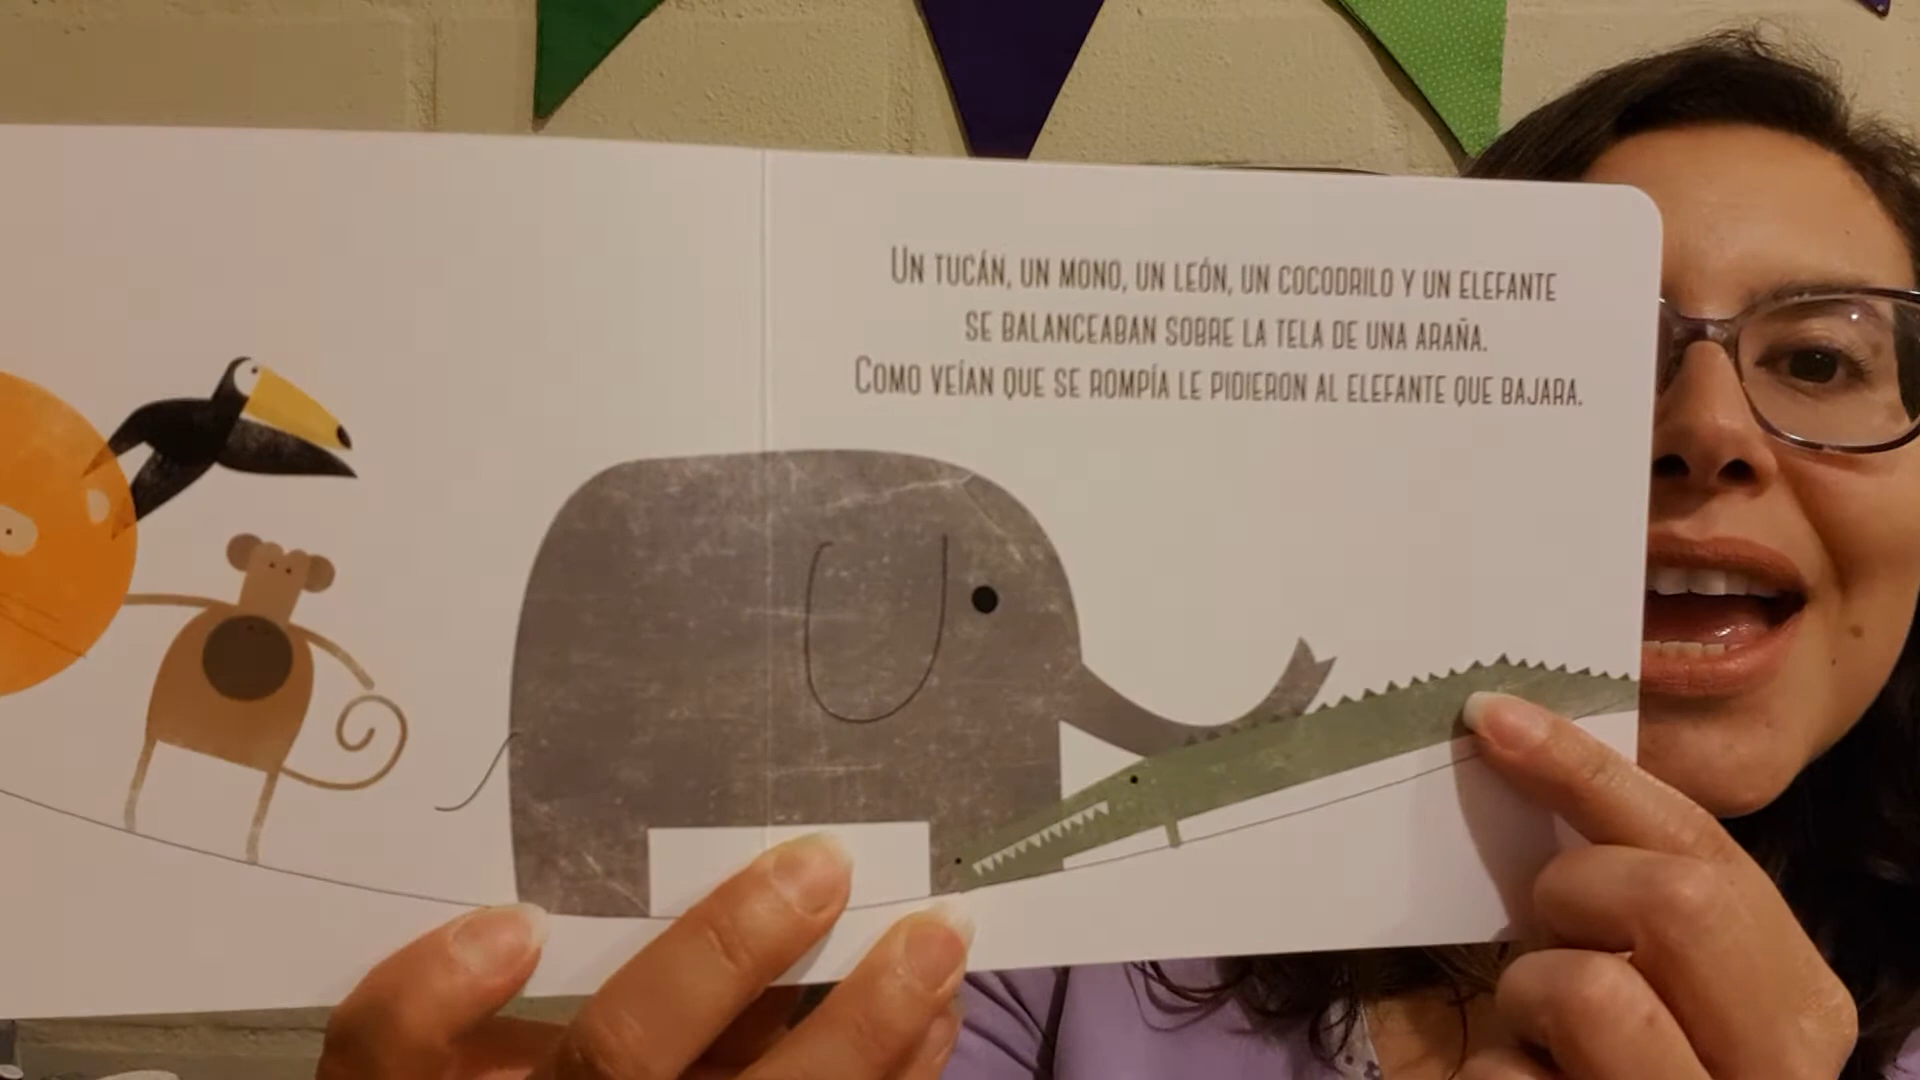 UN TUCÁN, UN MONO, UN LEÓN, UN COCODRILO Y UN ELEFANTE
SE BALANCEABAN SOBRE LA TELA DE UNA ARAÑA.
COMO VEÍAN QUE SE ROMPÍA LE PIDIERON AL ELEFANTE QUE BAJARA.